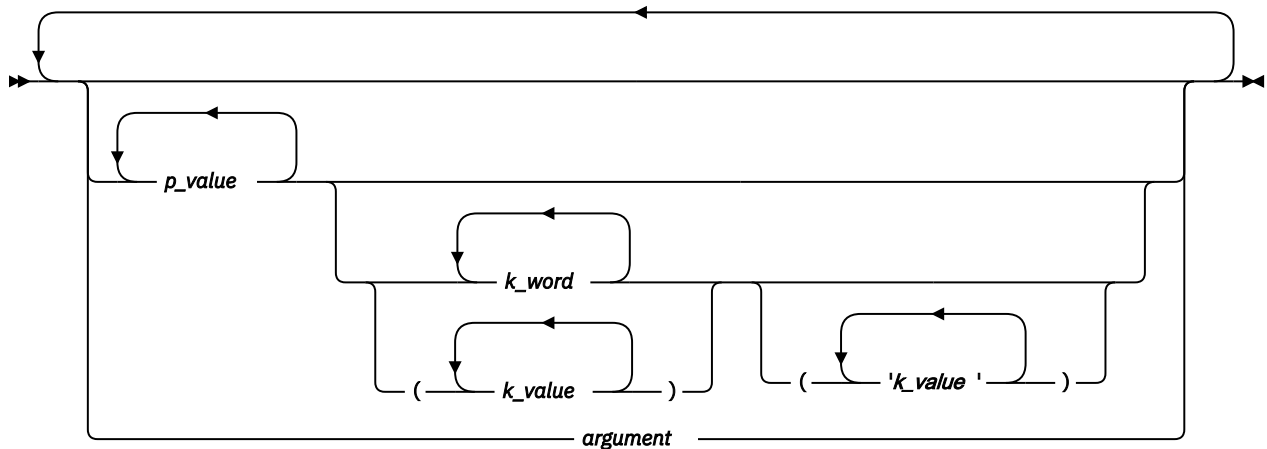 p_value
k_word
( k_value ) ( 'k_value ' )
argument